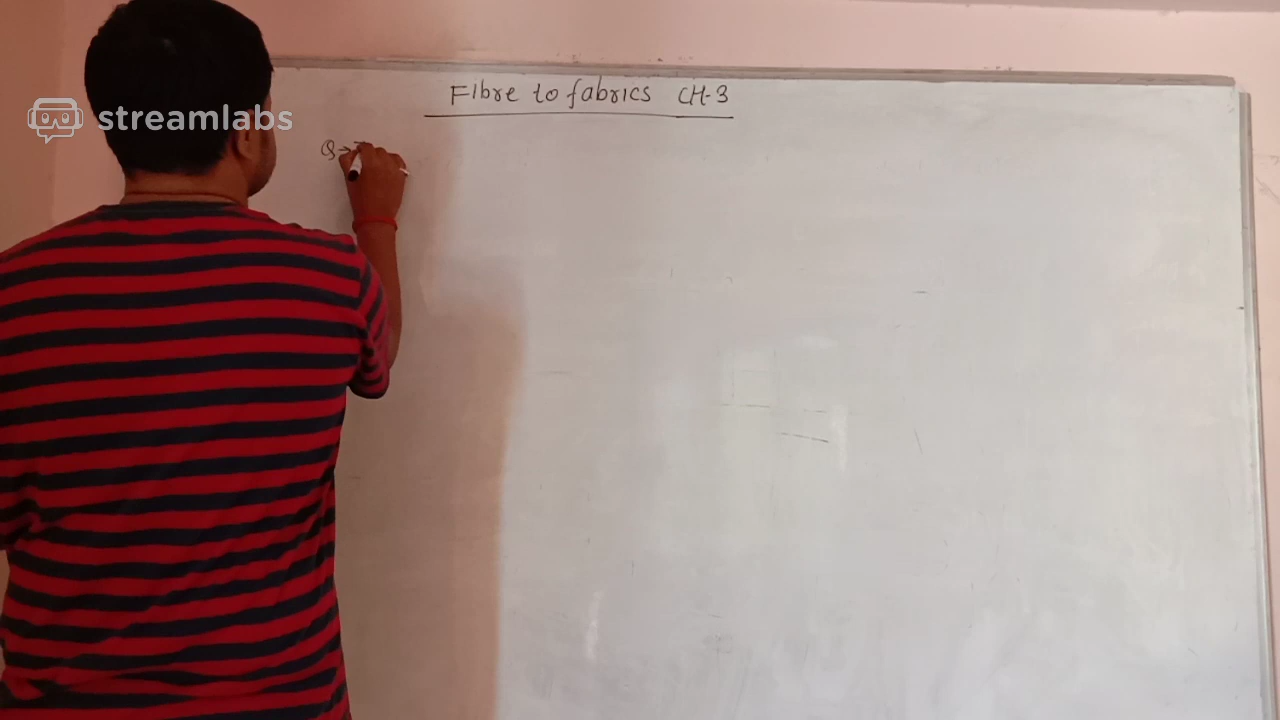 streamlabs
Fibre to fabrics CH-3
Q→